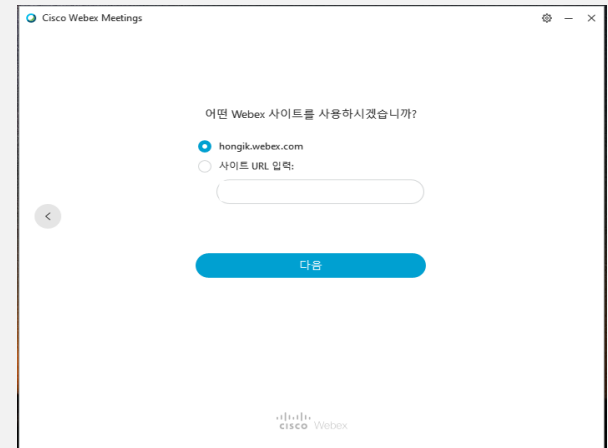 Cisco Webex Meetings
어떤 Webex 사이트를 사용하시겠습니까?
hongik.webex.com
사이트 URL 입력:
다음
cisco Webex